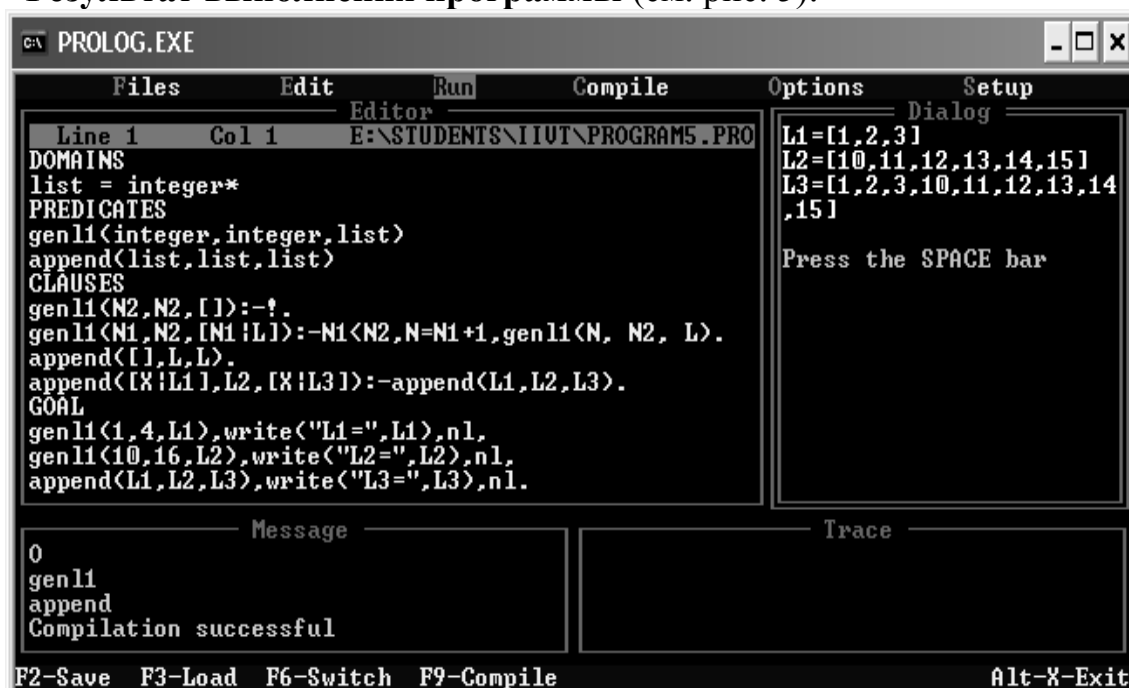 Результат выполнения программы (см. рис. 5):
C:\ PROLOG.EXE
Files Edit Run Compile Options Setup
Editor
Line 1 Col 1 E:\STUDENTS\IIVT\PROGRAM5.PRO
DOMAINS
list = integer*
PREDICATES
genl1(integer,integer,list)
append(list,list,list)
CLAUSES
genl1(N2,N2,[]):-!.
genl1(N1,N2,[N1|L]):-N1<N2,N=N1+1,genl1(N, N2, L).
append([],L,L).
append([X|L1],L2,[X|L3]):-append(L1,L2,L3).
GOAL
genl1(1,4,L1),write("L1=",L1),nl,
genl1(10,16,L2),write("L2=",L2),nl,
append(L1,L2,L3),write("L3=",L3),nl.
Dialog
L1=[1,2,3]
L2=[10,11,12,13,14,15]
L3=[1,2,3,10,11,12,13,14
,15]
Press the SPACE bar
Message
0
genl1
append
Compilation successful
Trace
F2-Save F3-Load F6-Switch F9-Compile Alt-X-Exit